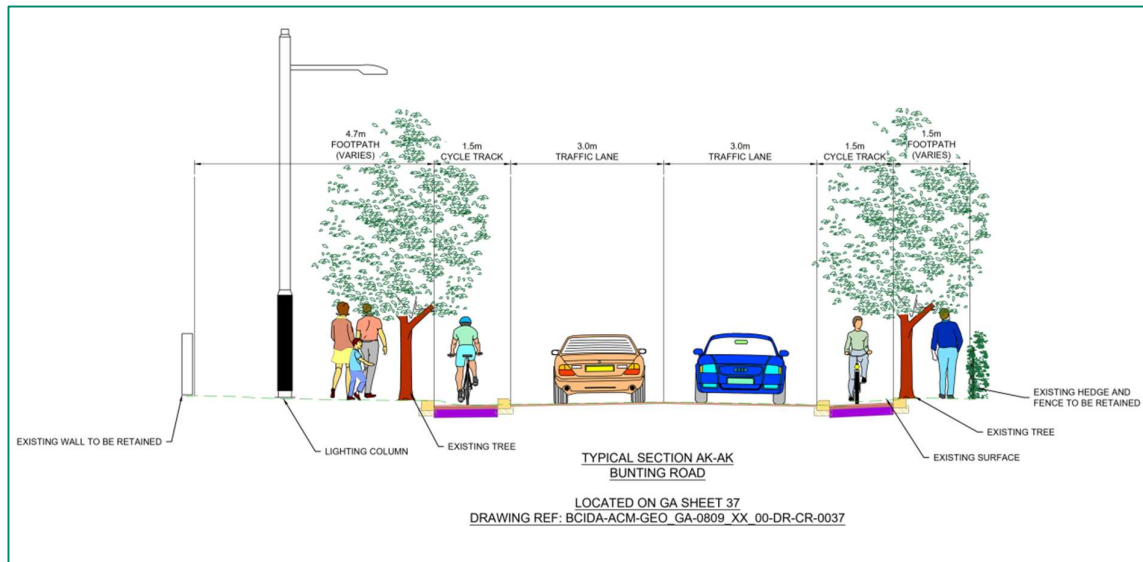 4.7m
FOOTPATH
(VARIES)
1.5m
CYCLE TRACK
3.0m
TRAFFIC LANE
3.0m
TRAFFIC LANE
1.5m
CYCLE TRACK
1.5m
FOOTPATH
(VARIES)
EXISTING WALL TO BE RETAINED
LIGHTING COLUMN
EXISTING TREE
EXISTING HEDGE AND
FENCE TO BE RETAINED
EXISTING TREE
EXISTING SURFACE
TYPICAL SECTION AK-AK
BUNTING ROAD
LOCATED ON GA SHEET 37
DRAWING REF: BCIDA-ACM-GEO_GA-0809_XX_00-DR-CR-0037